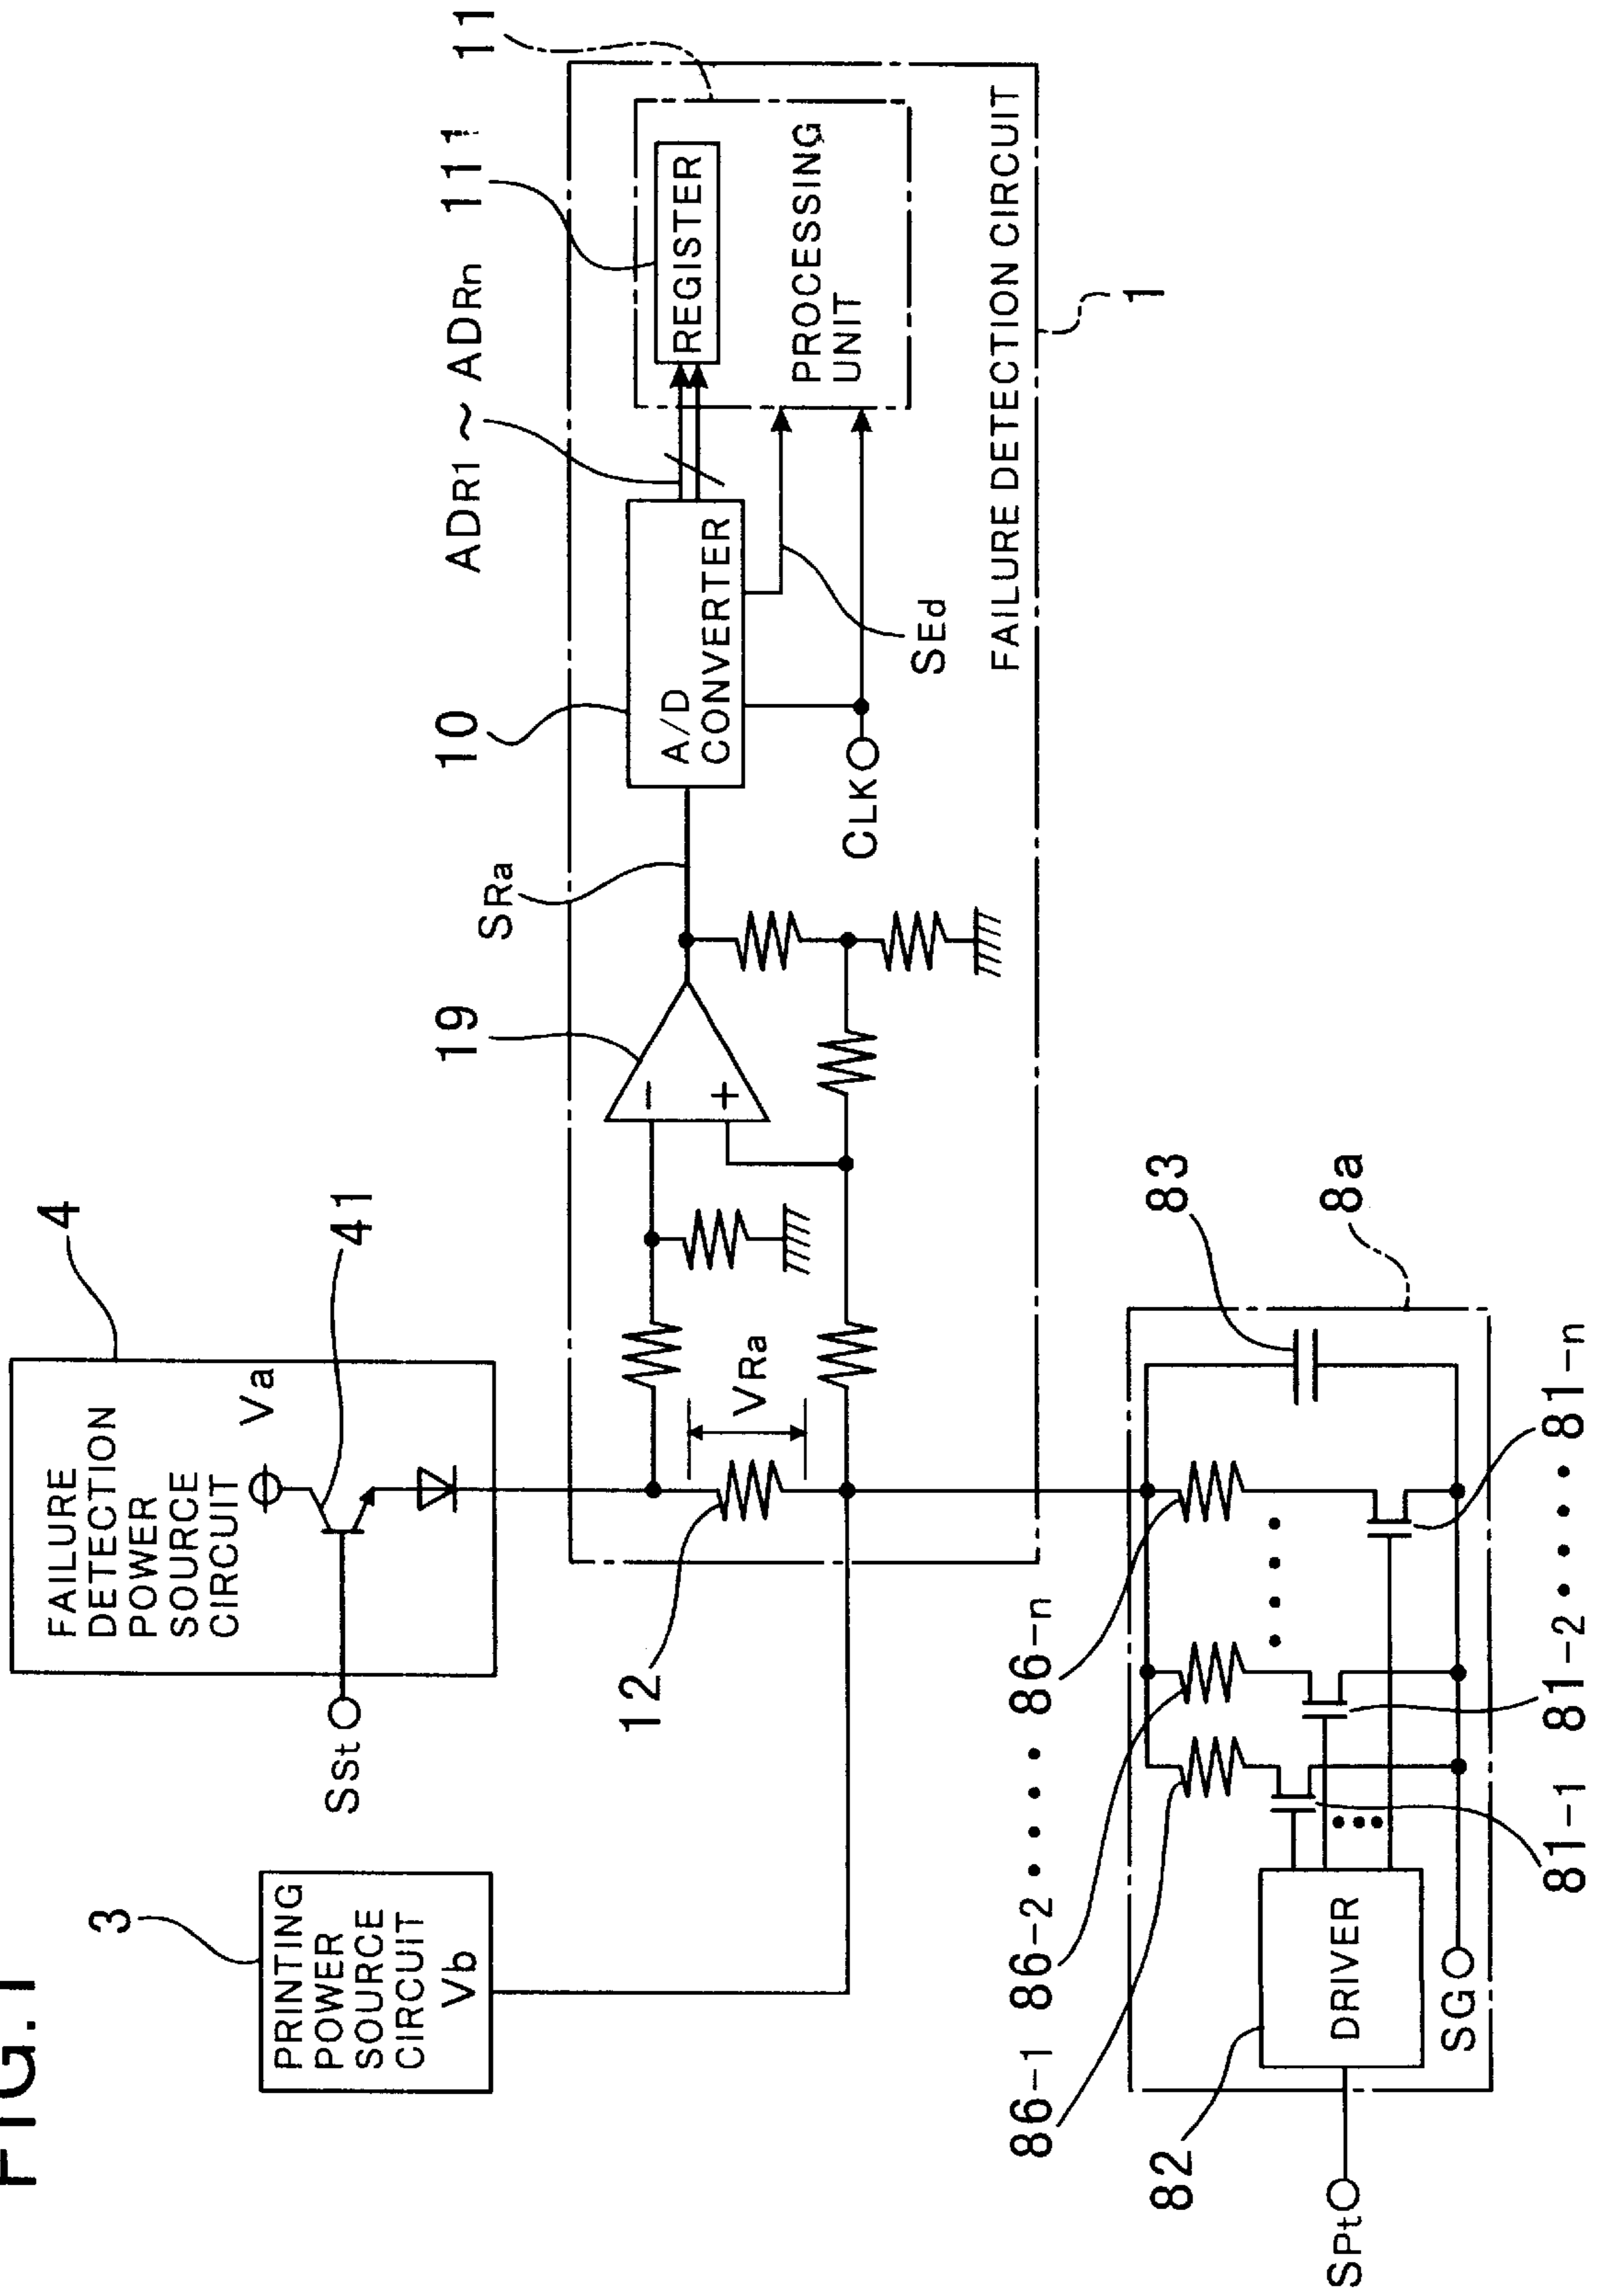 FIG.1
3
PRINTING
POWER
SOURCE
CIRCUIT
Vb
4
FAILURE
DETECTION
POWER
SOURCE
CIRCUIT
Va
41
SSt
12
VRa
19
SRa
10
A/D
CONVERTER
ADR1 ~ ADRn
111
REGISTER
11
PROCESSING
UNIT
SEd
CLK
FAILURE DETECTION CIRCUIT
1
86-1 86-2 • • • • 86-n
83
8a
82
DRIVER
SPt
SG
81-1 81-2 • • • • 81-n